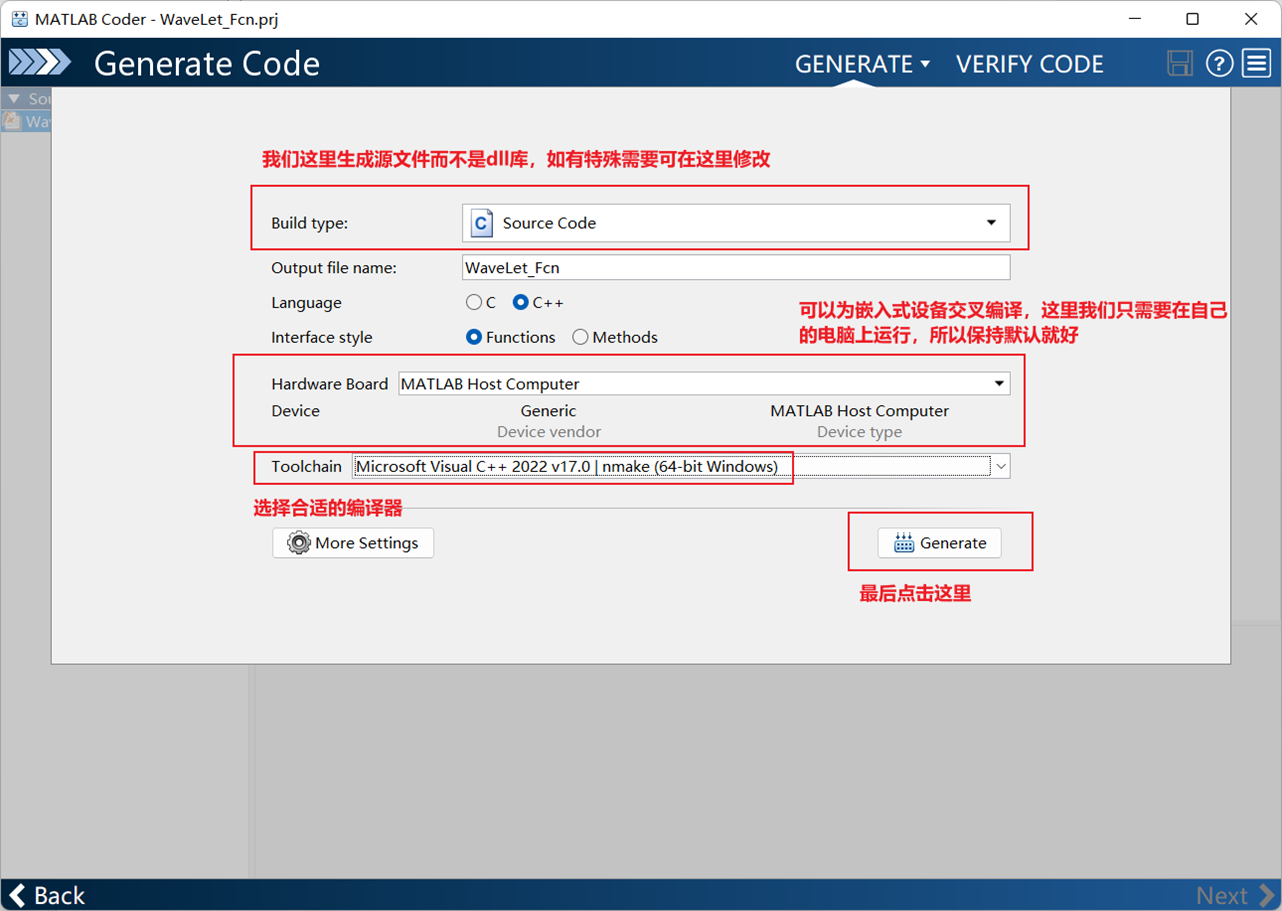 MATLAB Coder - WaveLet_Fcn.prj
Generate Code
GENERATE
VERIFY CODE
?
Sou
Wav
我们这里生成源文件而不是dll库，如有特殊需要可在这里修改
Build type:
C
Source Code
Output file name:
WaveLet_Fcn
Language
C
C++
可以为嵌入式设备交叉编译，这里我们只需要在自己
的电脑上运行，所以保持默认就好
Interface style
Functions
Methods
Hardware Board
MATLAB Host Computer
Device
Generic
MATLAB Host Computer
Device vendor
Device type
Toolchain
Microsoft Visual C++ 2022 v17.0 | nmake (64-bit Windows)
选择合适的编译器
More Settings
Generate
最后点击这里
Back
Next